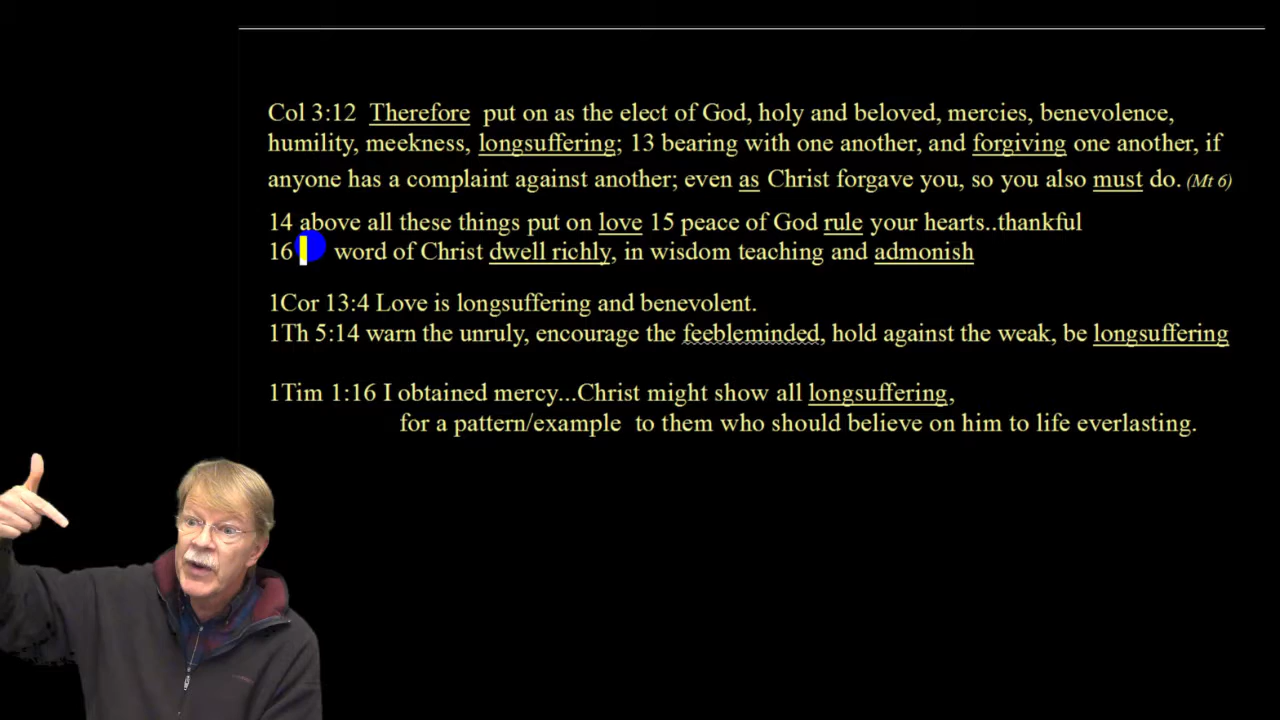 Col 3:12 Therefore put on as the elect of God, holy and beloved, mercies, benevolence,
humility, meekness, longsuffering; 13 bearing with one another, and forgiving one another, if
anyone has a complaint against another; even as Christ forgave you, so you also must do. (Mt 6)
14 above all these things put on love 15 peace of God rule your hearts..thankful
16 word of Christ dwell richly, in wisdom teaching and admonish
1Cor 13:4 Love is longsuffering and benevolent.
1Th 5:14 warn the unruly, encourage the feebleminded, hold against the weak, be longsuffering
1Tim 1:16 I obtained mercy...Christ might show all longsuffering,
for a pattern/example to them who should believe on him to life everlasting.